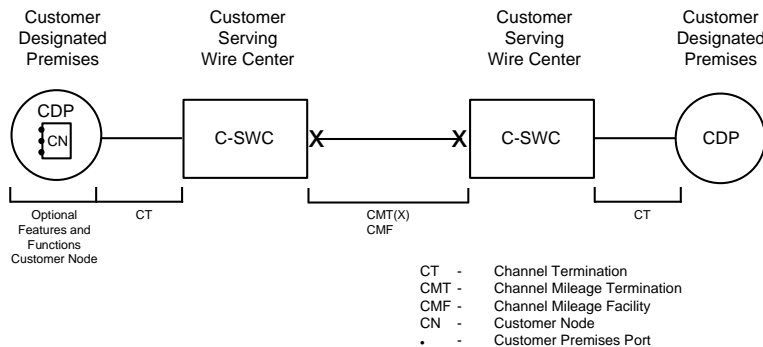 Customer
Designated
Premises
Customer
Serving
Wire Center
Customer
Serving
Wire Center
Customer
Designated
Premises
CDP
CN
C-SWC
X
X
C-SWC
CDP
Optional
Features and
Functions
Customer Node
CT
CMT(X)
CMF
CT
CT - Channel Termination
CMT - Channel Mileage Termination
CMF - Channel Mileage Facility
CN - Customer Node
• - Customer Premises Port